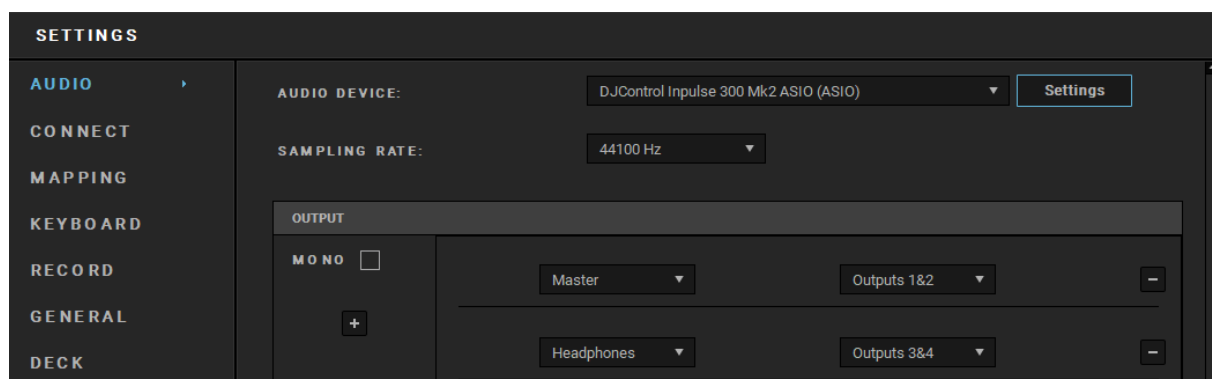 SETTINGS
AUDIO
CONNECT
MAPPING
KEYBOARD
RECORD
GENERAL
DECK
AUDIO DEVICE: DJControl Inpulse 300 Mk2 ASIO (ASIO) Settings
SAMPLING RATE: 44100 Hz
OUTPUT
MONO
+
Master Outputs 1&2 −
Headphones Outputs 3&4 −